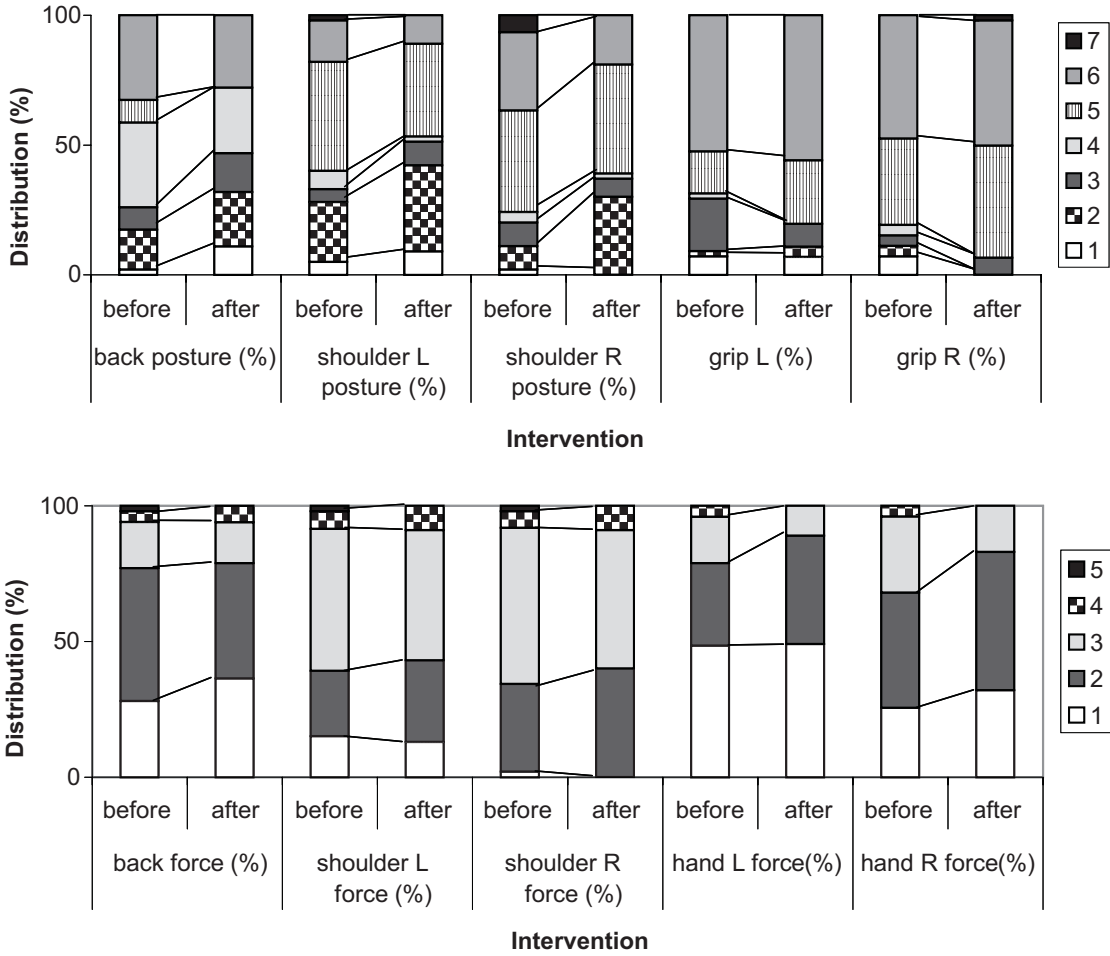 Distribution (%)
100
50
0
before after before after before after before after before after
back posture (%) shoulder L shoulder R grip L (%) grip R (%)
posture (%) posture (%)
Intervention
7
6
5
4
3
2
1
Distribution (%)
100
50
0
before after before after before after before after before after
back force (%) shoulder L shoulder R hand L force(%) hand R force(%)
force (%) force (%)
Intervention
5
4
3
2
1